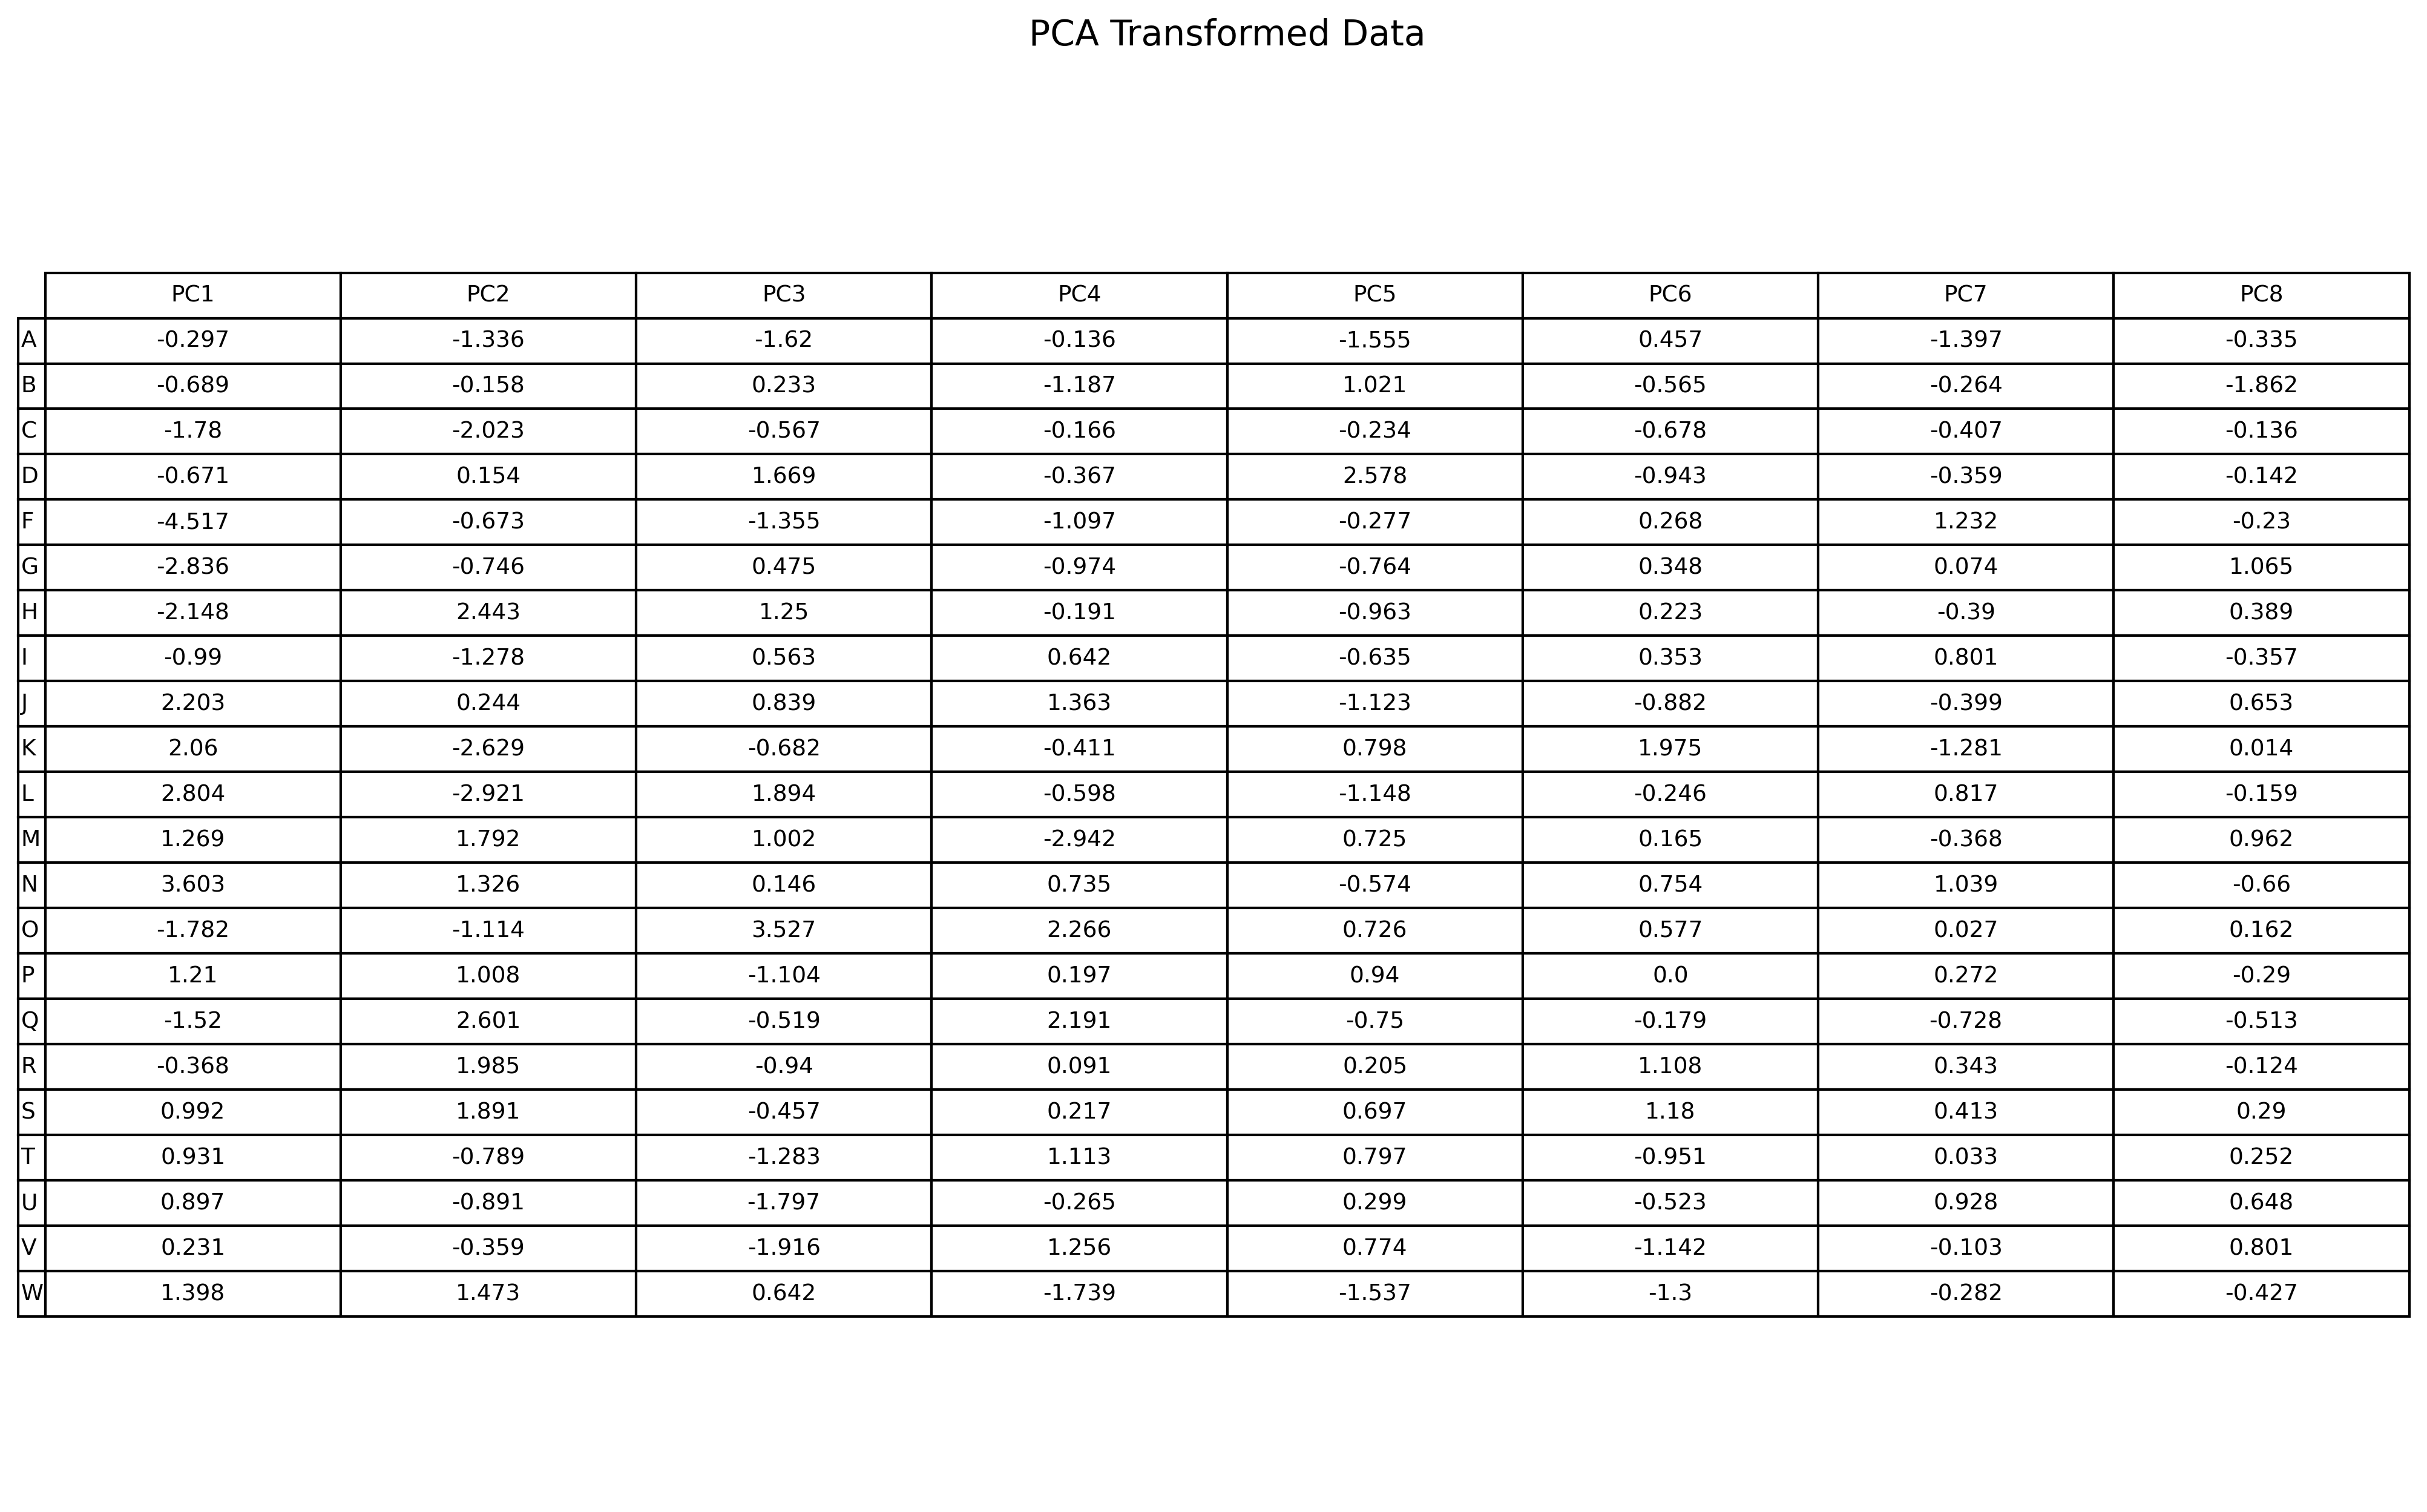 PCA Transformed Data
PC1 PC2 PC3 PC4 PC5 PC6 PC7 PC8
A -0.297 -1.336 -1.62 -0.136 -1.555 0.457 -1.397 -0.335
B -0.689 -0.158 0.233 -1.187 1.021 -0.565 -0.264 -1.862
C -1.78 -2.023 -0.567 -0.166 -0.234 -0.678 -0.407 -0.136
D -0.671 0.154 1.669 -0.367 2.578 -0.943 -0.359 -0.142
F -4.517 -0.673 -1.355 -1.097 -0.277 0.268 1.232 -0.23
G -2.836 -0.746 0.475 -0.974 -0.764 0.348 0.074 1.065
H -2.148 2.443 1.25 -0.191 -0.963 0.223 -0.39 0.389
I -0.99 -1.278 0.563 0.642 -0.635 0.353 0.801 -0.357
J 2.203 0.244 0.839 1.363 -1.123 -0.882 -0.399 0.653
K 2.06 -2.629 -0.682 -0.411 0.798 1.975 -1.281 0.014
L 2.804 -2.921 1.894 -0.598 -1.148 -0.246 0.817 -0.159
M 1.269 1.792 1.002 -2.942 0.725 0.165 -0.368 0.962
N 3.603 1.326 0.146 0.735 -0.574 0.754 1.039 -0.66
O -1.782 -1.114 3.527 2.266 0.726 0.577 0.027 0.162
P 1.21 1.008 -1.104 0.197 0.94 0.0 0.272 -0.29
Q -1.52 2.601 -0.519 2.191 -0.75 -0.179 -0.728 -0.513
R -0.368 1.985 -0.94 0.091 0.205 1.108 0.343 -0.124
S 0.992 1.891 -0.457 0.217 0.697 1.18 0.413 0.29
T 0.931 -0.789 -1.283 1.113 0.797 -0.951 0.033 0.252
U 0.897 -0.891 -1.797 -0.265 0.299 -0.523 0.928 0.648
V 0.231 -0.359 -1.916 1.256 0.774 -1.142 -0.103 0.801
W 1.398 1.473 0.642 -1.739 -1.537 -1.3 -0.282 -0.427